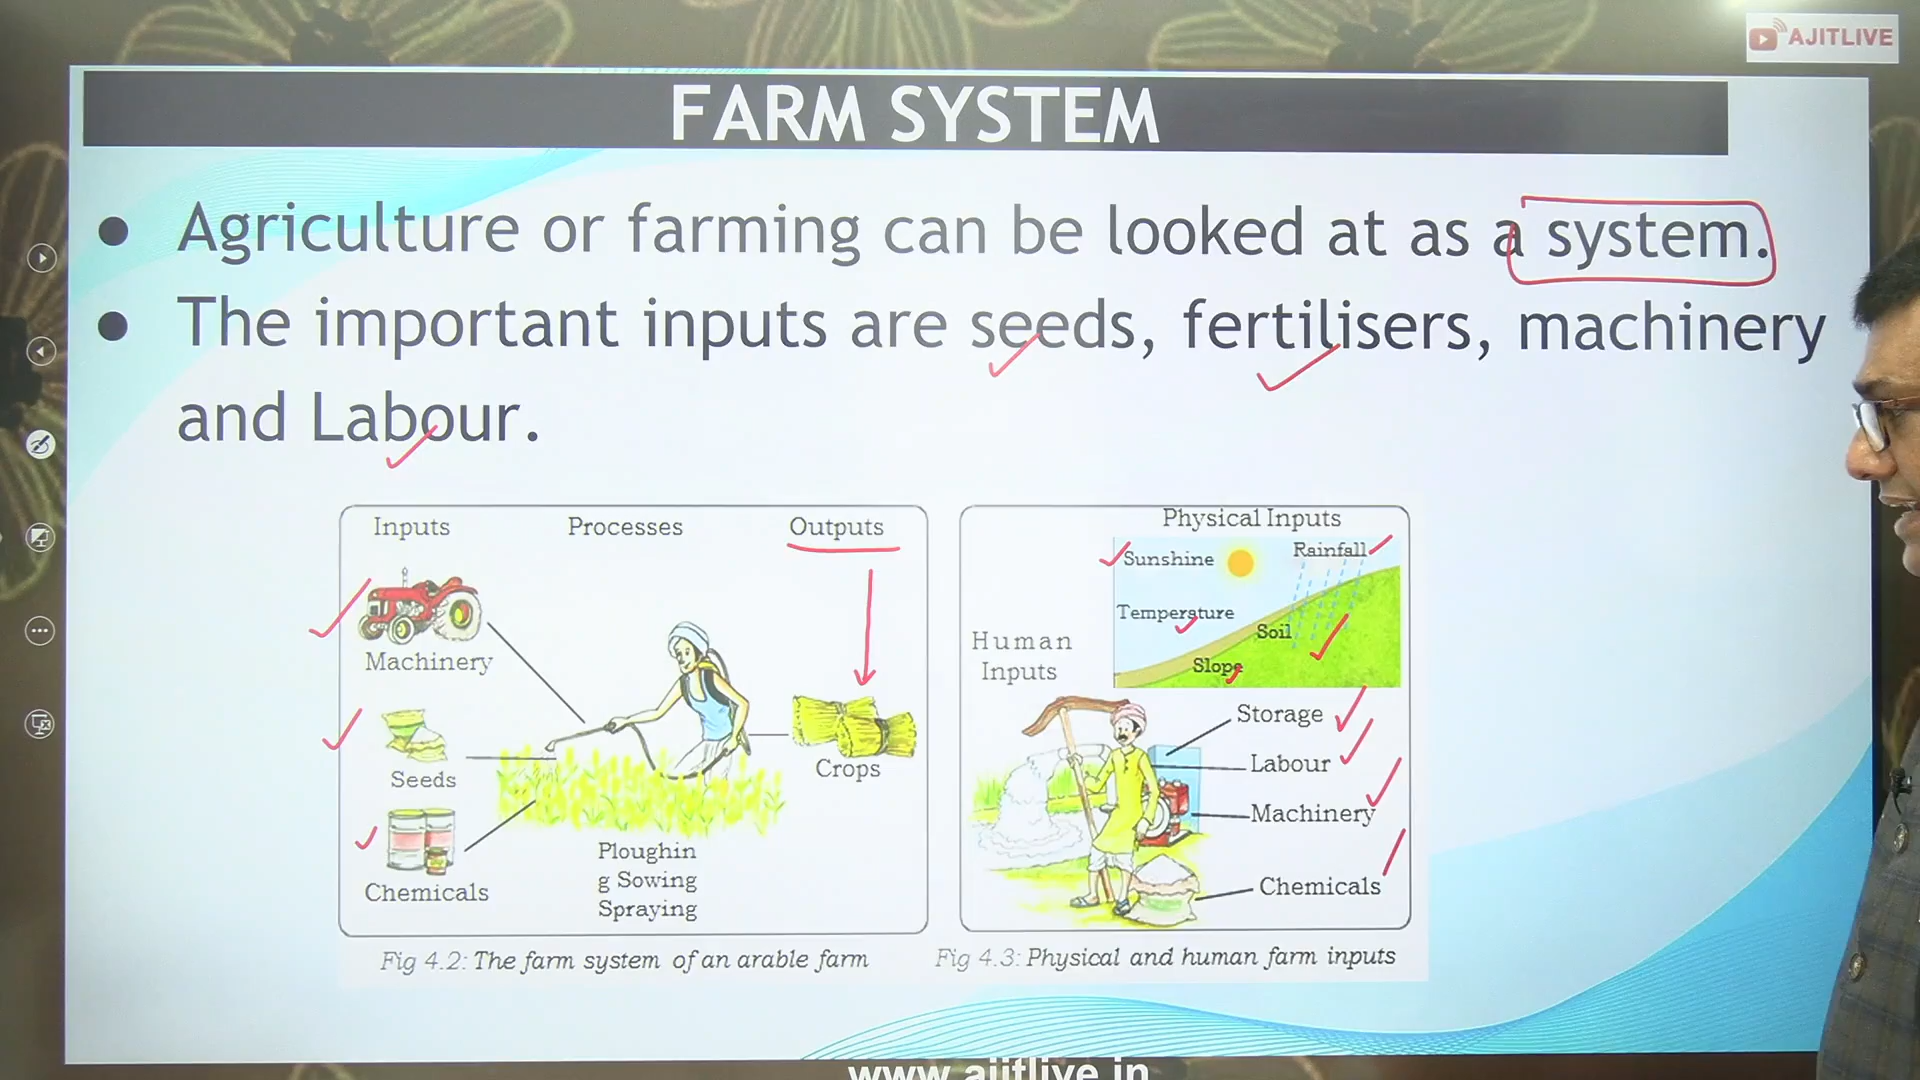 AJITLIVE
FARM SYSTEM
● Agriculture or farming can be looked at as a system.
● The important inputs are seeds, fertilisers, machinery
and Labour.
Inputs
Processes
Outputs
Machinery
Seeds
Chemicals
Ploughin
g Sowing
Spraying
Crops
Fig 4.2: The farm system of an arable farm
Physical Inputs
Sunshine
Rainfall
Temperature
Soil
Slope
Human
Inputs
Storage
Labour
Machinery
Chemicals
Fig 4.3: Physical and human farm inputs
www.ajitlive.in